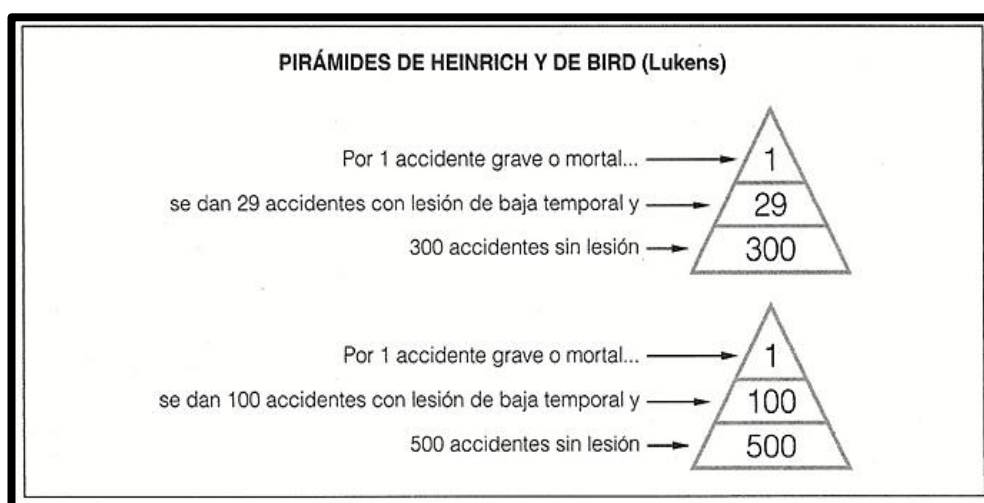 PIRÁMIDES DE HEINRICH Y DE BIRD (Lukens)
Por 1 accidente grave o mortal... 1
se dan 29 accidentes con lesión de baja temporal y 29
300 accidentes sin lesión 300
Por 1 accidente grave o mortal... 1
se dan 100 accidentes con lesión de baja temporal y 100
500 accidentes sin lesión 500